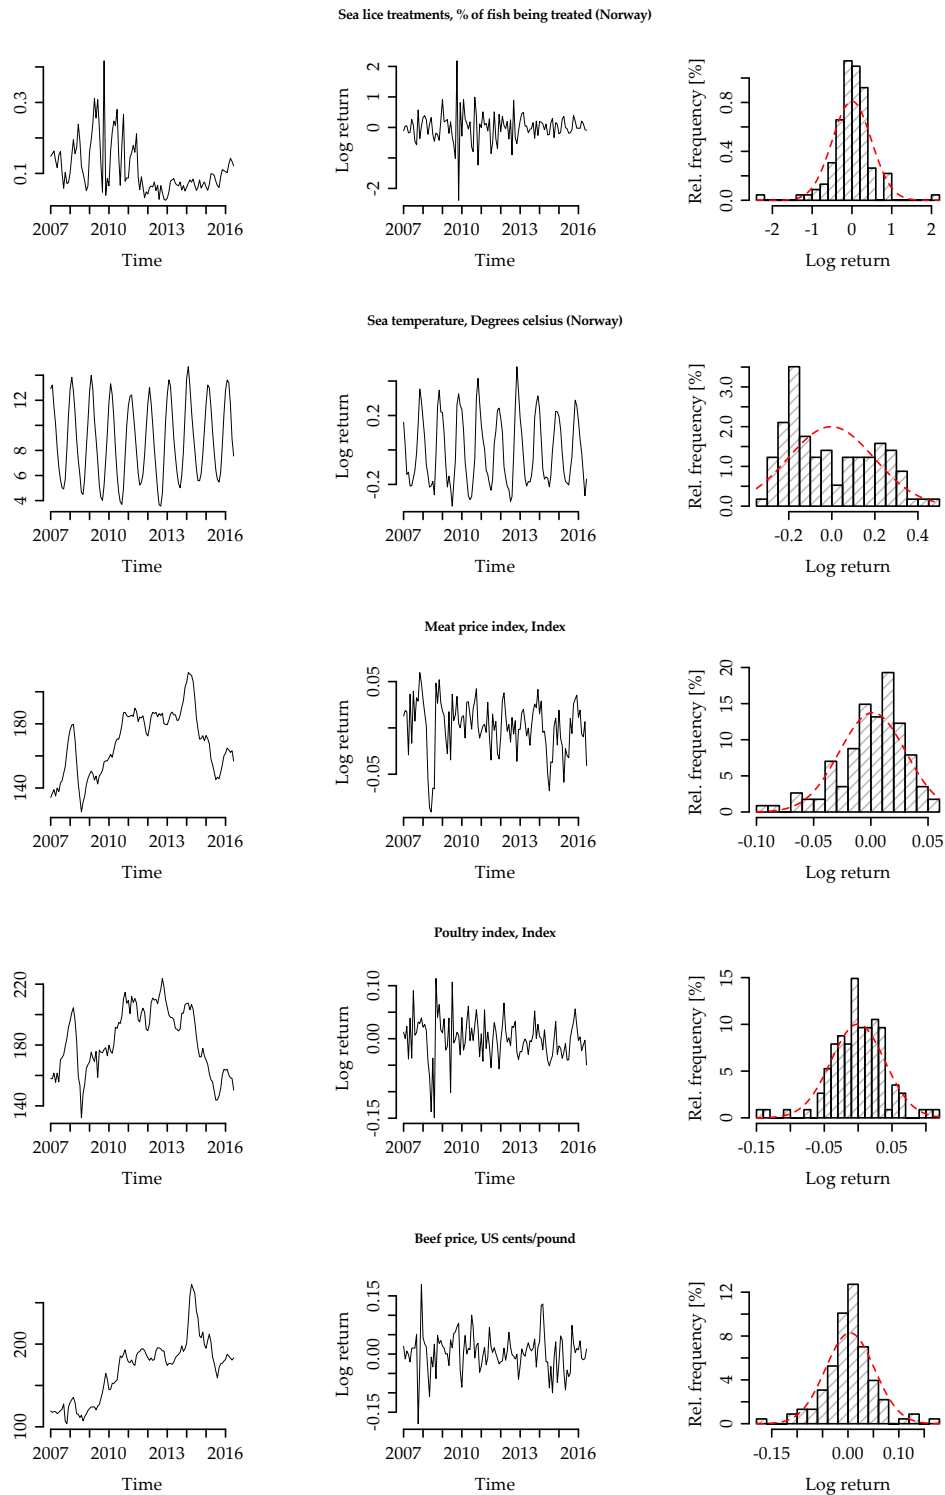 Sea lice treatments, % of fish being treated (Norway)
0.1 0.3
2007 2010 2013 2016
Time
Log return
-2 0 1 2
2007 2010 2013 2016
Time
Rel. frequency [%]
0.0 0.4 0.8
-2 -1 0 1 2
Log return
Sea temperature, Degrees celsius (Norway)
4 6 8 12
2007 2010 2013 2016
Time
Log return
-0.2 0.2
2007 2010 2013 2016
Time
Rel. frequency [%]
0.0 1.0 2.0 3.0
-0.2 0.0 0.2 0.4
Log return
Meat price index, Index
140 180
2007 2010 2013 2016
Time
Log return
-0.05 0.05
2007 2010 2013 2016
Time
Rel. frequency [%]
0 5 10 15 20
-0.10 -0.05 0.00 0.05
Log return
Poultry index, Index
140 180 220
2007 2010 2013 2016
Time
Log return
-0.15 0.00 0.10
2007 2010 2013 2016
Time
Rel. frequency [%]
0 5 10 15
-0.15 -0.05 0.05
Log return
Beef price, US cents/pound
100 200
2007 2010 2013 2016
Time
Log return
-0.15 0.00 0.15
2007 2010 2013 2016
Time
Rel. frequency [%]
0 4 8 12
-0.15 0.00 0.10
Log return